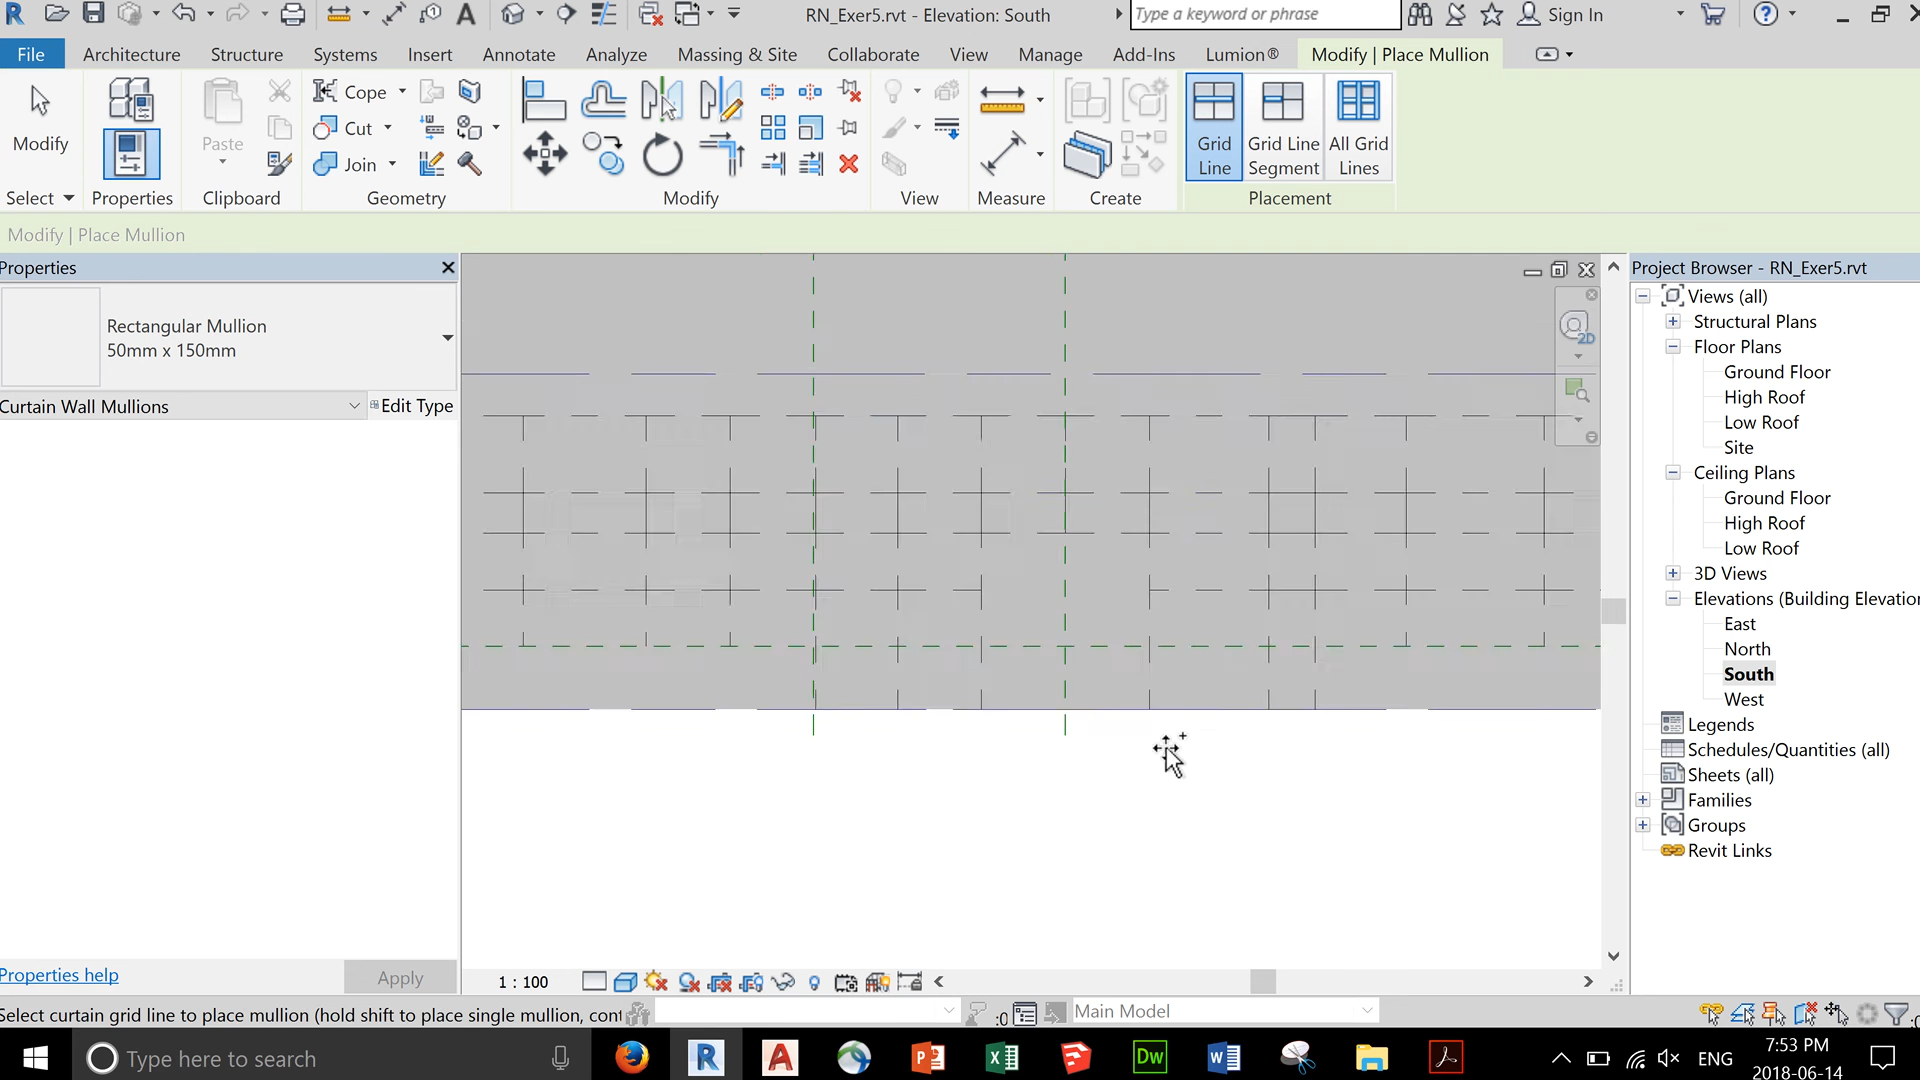 RN_Exer5.rvt - Elevation: South
Type a keyword or phrase
Sign In
File
Architecture
Structure
Systems
Insert
Annotate
Analyze
Massing & Site
Collaborate
View
Manage
Add-Ins
Lumion®
Modify | Place Mullion
Modify
Paste
Cope
Cut
Join
Grid
Line
Grid Line
Segment
All Grid
Lines
Select
Properties
Clipboard
Geometry
Modify
View
Measure
Create
Placement
Modify | Place Mullion
Properties
Rectangular Mullion
50mm x 150mm
Curtain Wall Mullions
Edit Type
Properties help
Apply
2D
Project Browser - RN_Exer5.rvt
Views (all)
Structural Plans
Floor Plans
Ground Floor
High Roof
Low Roof
Site
Ceiling Plans
Ground Floor
High Roof
Low Roof
3D Views
Elevations (Building Elevatio
East
North
South
West
Legends
Schedules/Quantities (all)
Sheets (all)
Families
Groups
Revit Links
1 : 100
Select curtain grid line to place mullion (hold shift to place single mullion, cont
:0
Main Model
Type here to search
Dw
ENG
7:53 PM
2018-06-14